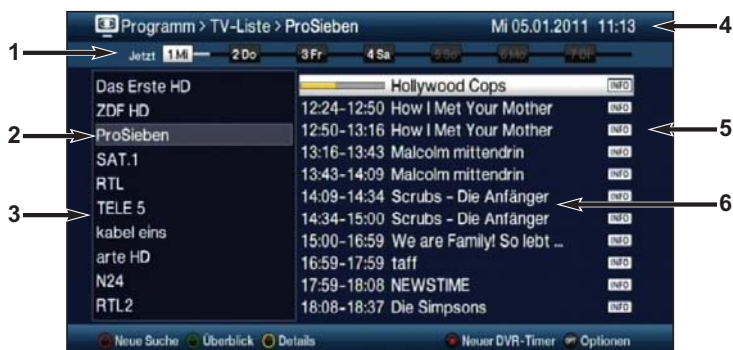 Programm > TV-Liste > ProSieben Mi 05.01.2011 11:13 4
1 Jetzt 1 Mi 2 Do 3 Fr 4 Sa 5 So 6 Mo 7 Di
Das Erste HD Hollywood Cops INFO
ZDF HD 12:24-12:50 How I Met Your Mother INFO
2 ProSieben 12:50-13:16 How I Met Your Mother INFO 5
SAT.1 13:16-13:43 Malcolm mittendrin INFO
RTL 13:43-14:09 Malcolm mittendrin INFO
3 TELE 5 14:09-14:34 Scrubs - Die Anfänger INFO 6
kabel eins 14:34-15:00 Scrubs - Die Anfänger INFO
arte HD 15:00-16:59 We are Family! So lebt ... INFO
N24 16:59-17:59 taff INFO
RTL2 17:59-18:08 NEWSTIME INFO
18:08-18:37 Die Simpsons INFO
Neue Suche Überblick Details Neuer DVR-Timer Optionen